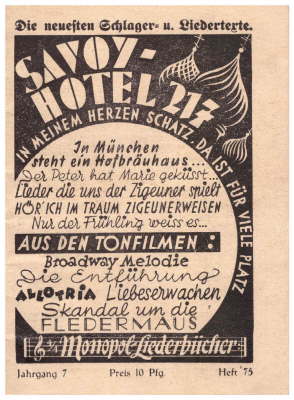 Die neuesten Schlager- u. Liedertexte.
SAVOY-
HOTEL 217
IN MEINEM HERZEN SCHATZ, DA IST FÜR VIELE PLATZ
In München
steht ein Hofbräuhaus...
Der Peter hat Marie geküsst...
Lieder die uns der Zigeuner spielt
HÖR' ICH IM TRAUM ZIGEUNERWEISEN
Nur der Frühling weiss es...
AUS DEN TONFILMEN:
Broadway Melodie
Die Entführung
ALLOTRIA Liebeserwachen
Skandal um die
FLEDERMAUS
Monopol-Liederbücher
Jahrgang 7 Preis 10 Pfg. Heft 75